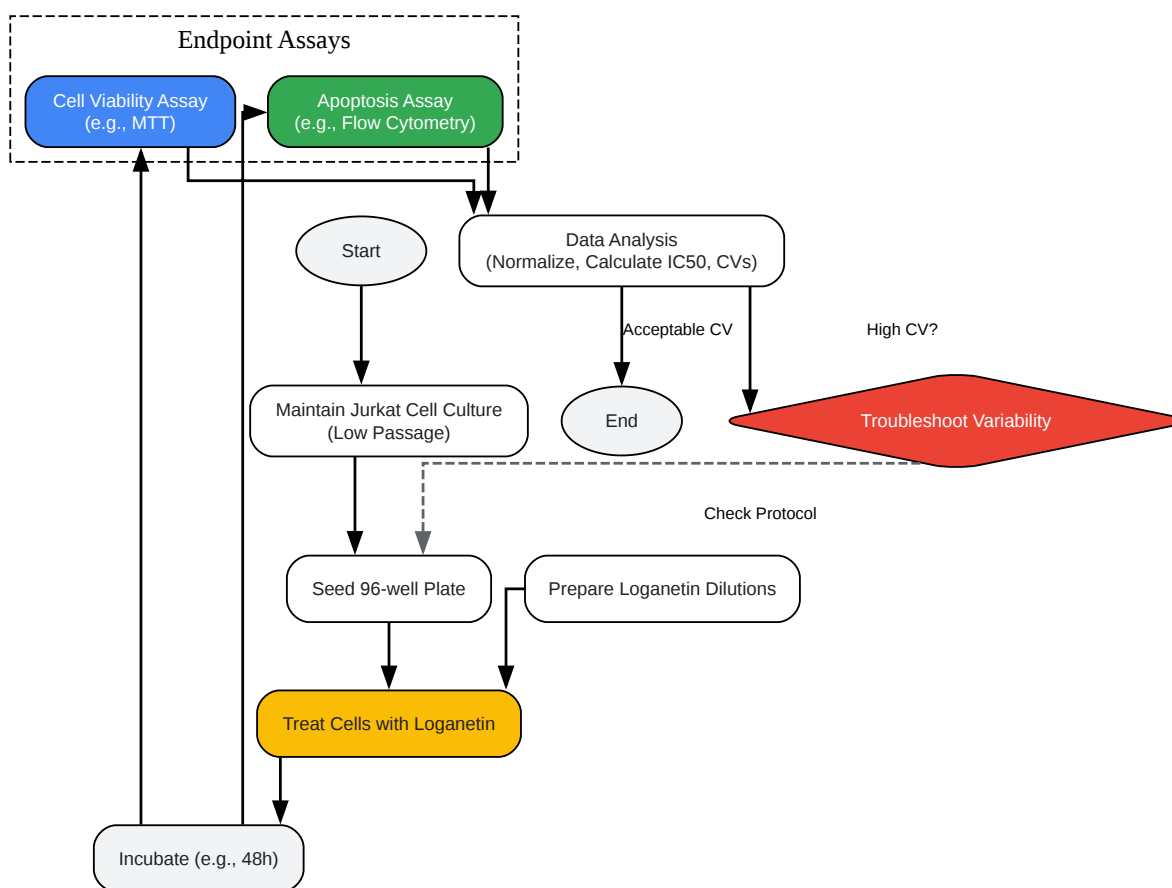 Endpoint Assays
Cell Viability Assay
(e.g., MTT)
Apoptosis Assay
(e.g., Flow Cytometry)
Start
Data Analysis
(Normalize, Calculate IC50, CVs)
Acceptable CV
High CV?
Maintain Jurkat Cell Culture
(Low Passage)
End
Troubleshoot Variability
Check Protocol
Seed 96-well Plate
Prepare Loganetin Dilutions
Treat Cells with Loganetin
Incubate (e.g., 48h)